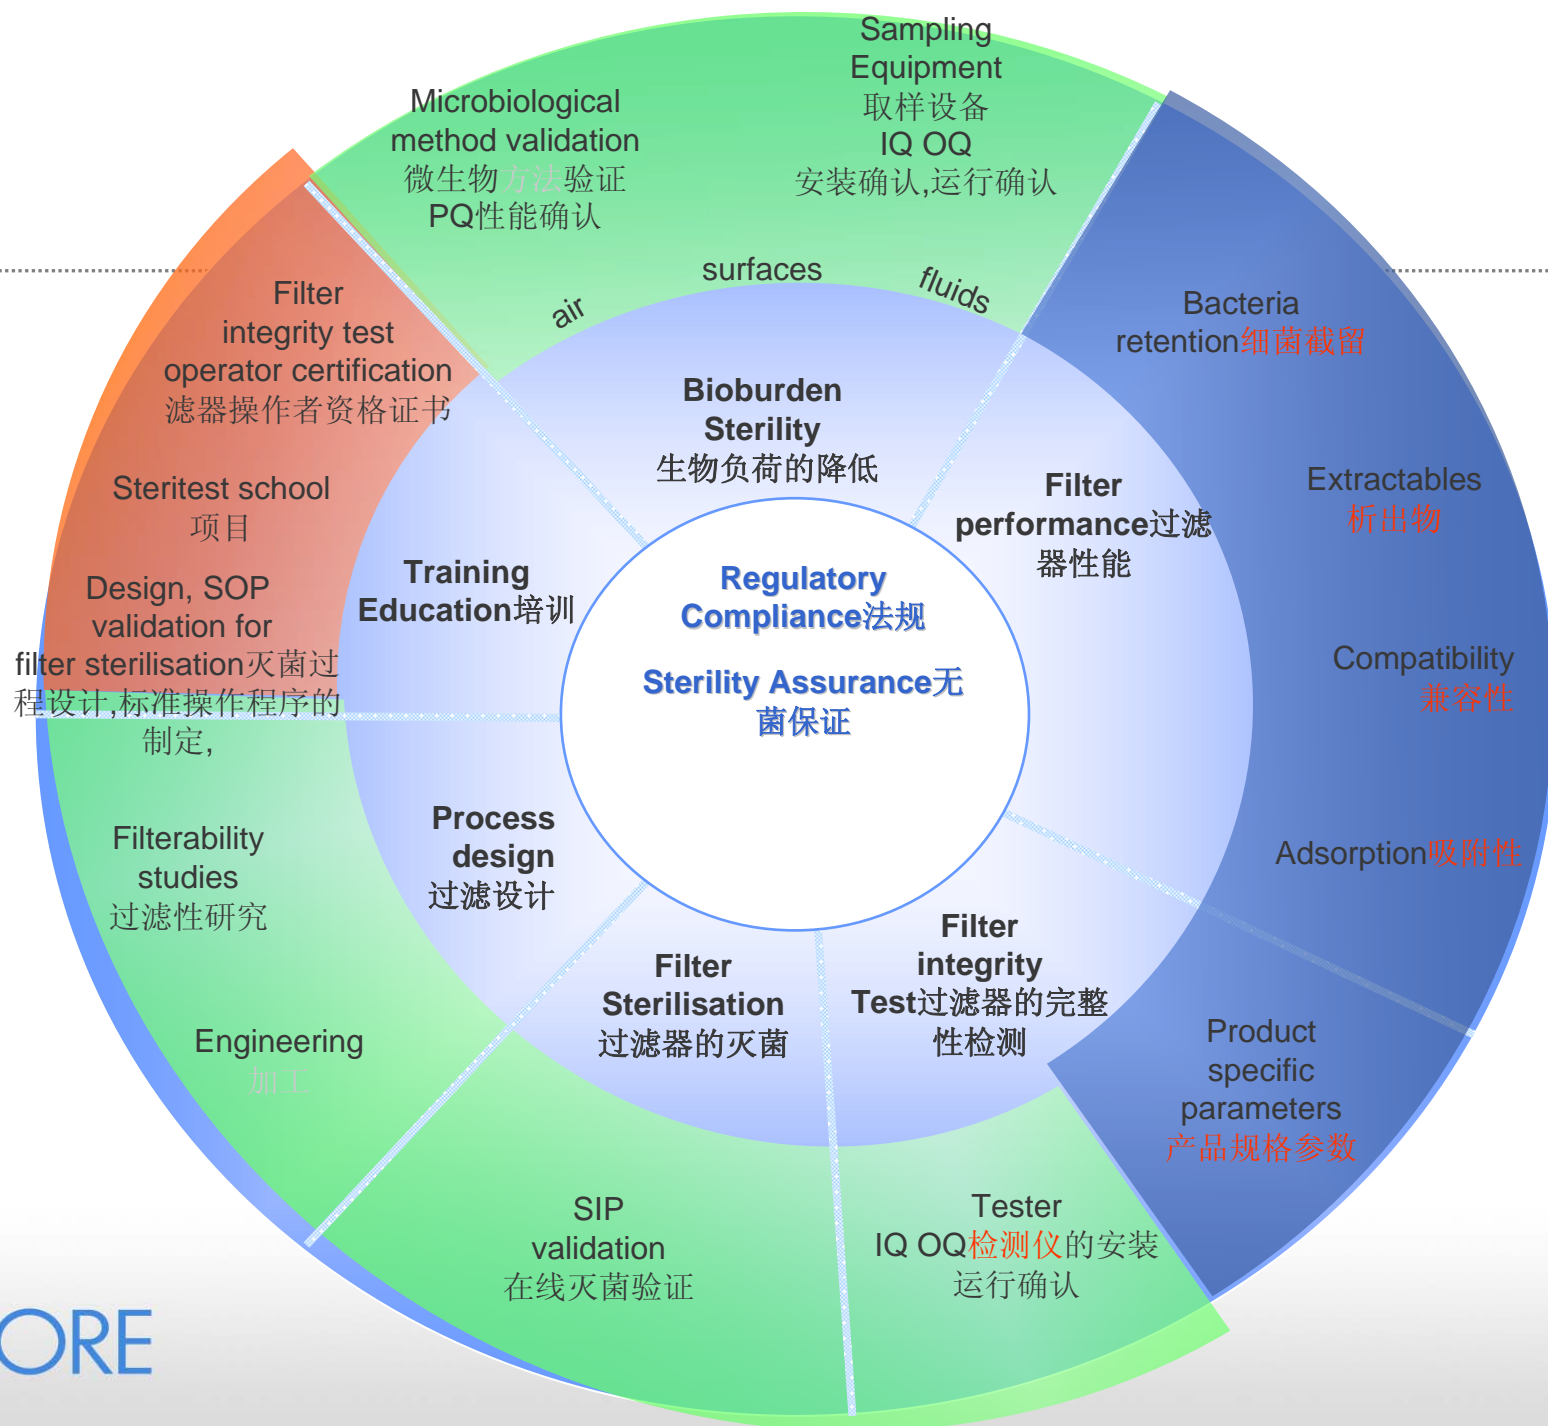 Sampling
Equipment
取样设备
IQ OQ
安装确认,运行确认
Microbiological
method validation
微生物方法验证
PQ性能确认
air
surfaces
fluids
Filter
integrity test
operator certification
滤器操作者资格证书
Steritest school
项目
Design, SOP
validation for
filter sterilisation灭菌过
程设计,标准操作程序的
制定,
Filterability
studies
过滤性研究
Engineering
加工
SIP
validation
在线灭菌验证
Tester
IQ OQ检测仪的安装
运行确认
Product
specific
parameters
产品规格参数
Adsorption吸附性
Compatibility
兼容性
Extractables
析出物
Bacteria
retention细菌截留
Bioburden
Sterility
生物负荷的降低
Filter
performance过滤
器性能
Training
Education培训
Process
design
过滤设计
Filter
Sterilisation
过滤器的灭菌
Filter
integrity
Test过滤器的完整
性检测
Regulatory
Compliance法规
Sterility Assurance无
菌保证
ORE